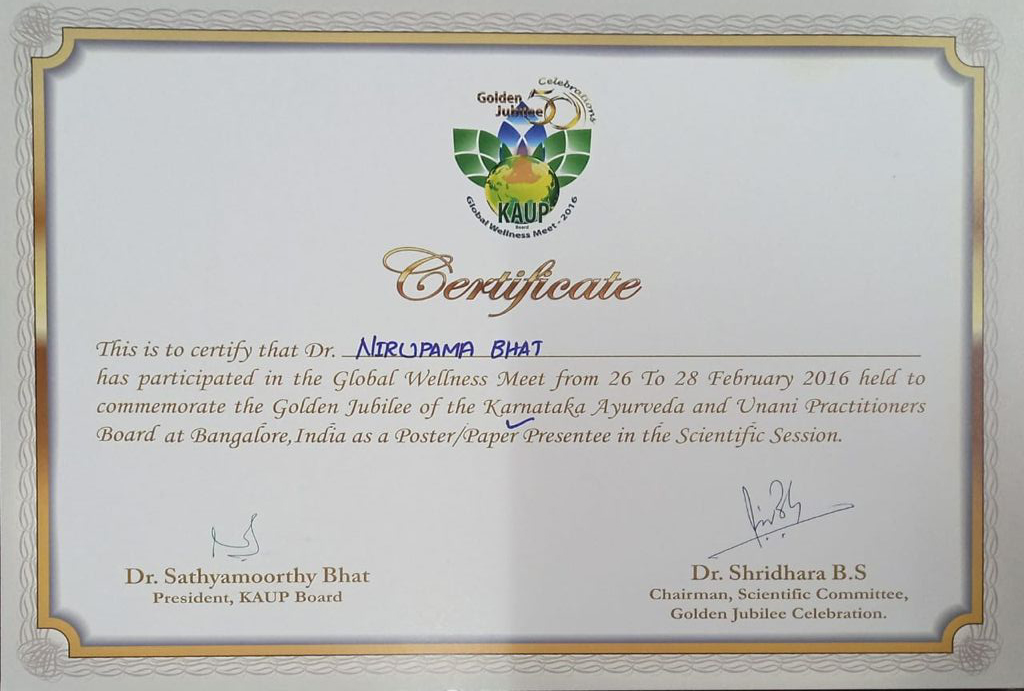 Celebrations
Golden 50
Jubilee
KAUP
Board
Global Wellness Meet - 2016
Certificate
This is to certify that Dr. NIRUPAMA BHAT
has participated in the Global Wellness Meet from 26 To 28 February 2016 held to
commemorate the Golden Jubilee of the Karnataka Ayurveda and Unani Practitioners
Board at Bangalore, India as a Poster/Paper Presentee in the Scientific Session.
Dr. Sathyamoorthy Bhat
President, KAUP Board
Dr. Shridhara B.S
Chairman, Scientific Committee,
Golden Jubilee Celebration.